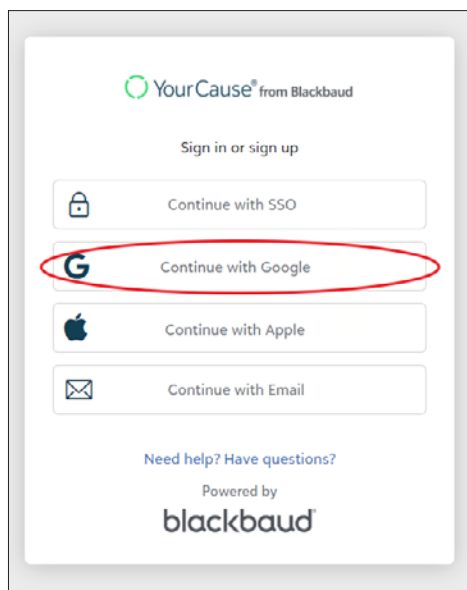 YourCause® from Blackbaud
Sign in or sign up
Continue with SSO
G Continue with Google
Continue with Apple
Continue with Email
Need help? Have questions?
Powered by
blackbaud